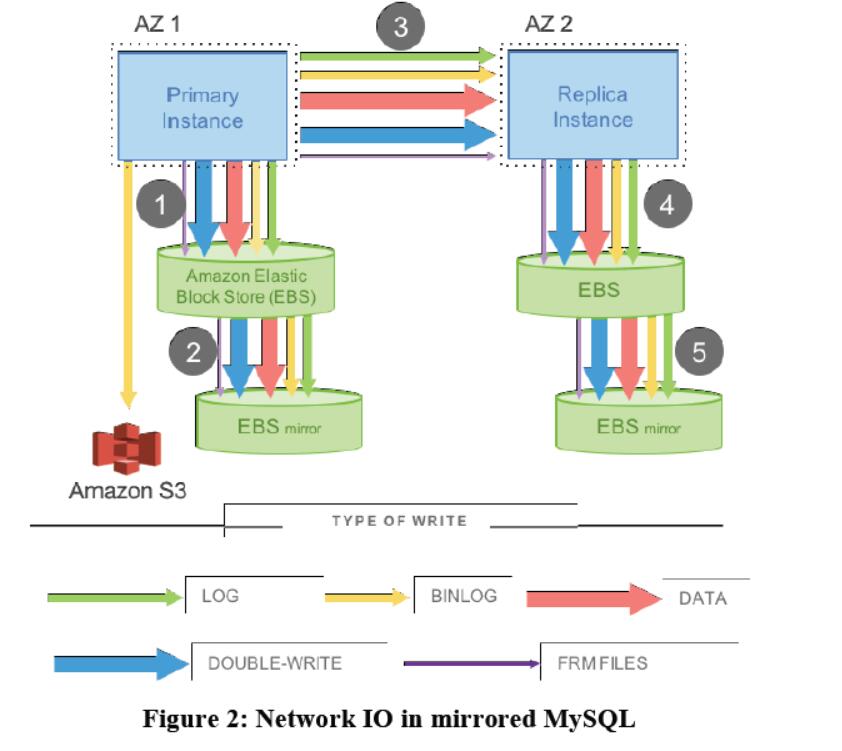 AZ 1
3
AZ 2
Primary
Instance
Replica
Instance
1
4
Amazon Elastic
Block Store (EBS)
EBS
2
5
EBS mirror
EBS mirror
Amazon S3
TYPE OF WRITE
LOG
BINLOG
DATA
DOUBLE-WRITE
FRM FILES
Figure 2: Network IO in mirrored MySQL